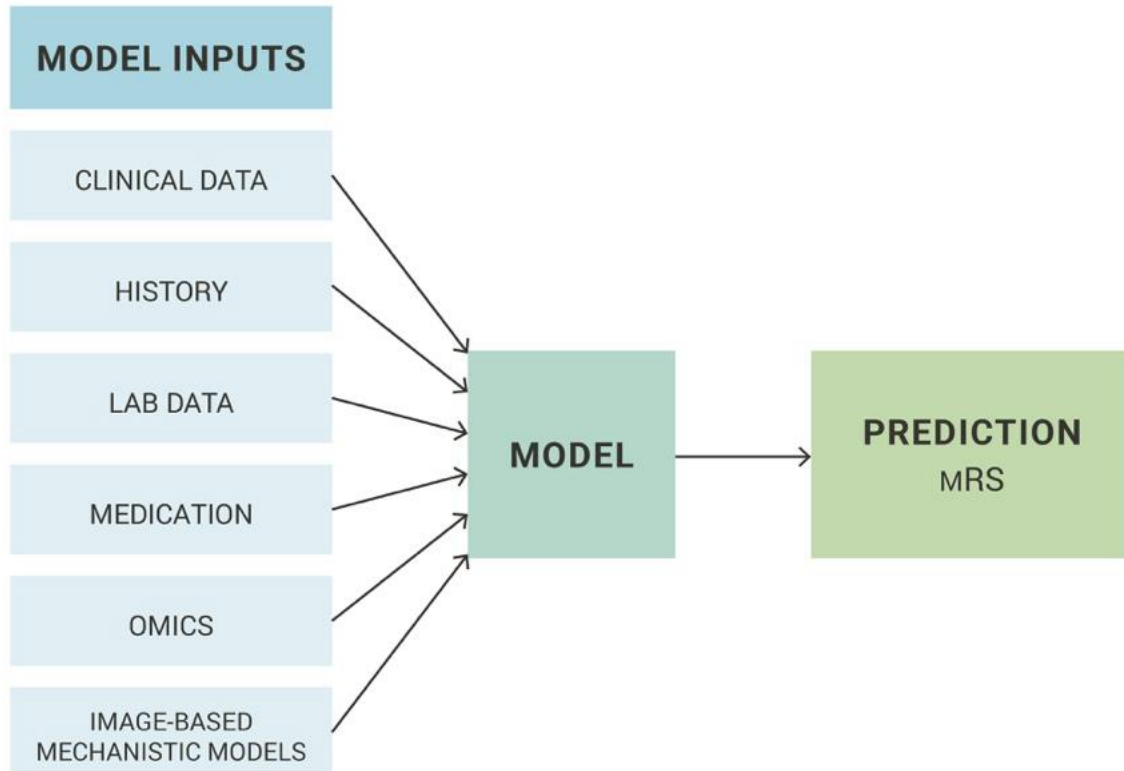 MODEL INPUTS
CLINICAL DATA
HISTORY
LAB DATA
MEDICATION
OMICS
IMAGE-BASED
MECHANISTIC MODELS
MODEL
PREDICTION
MRS